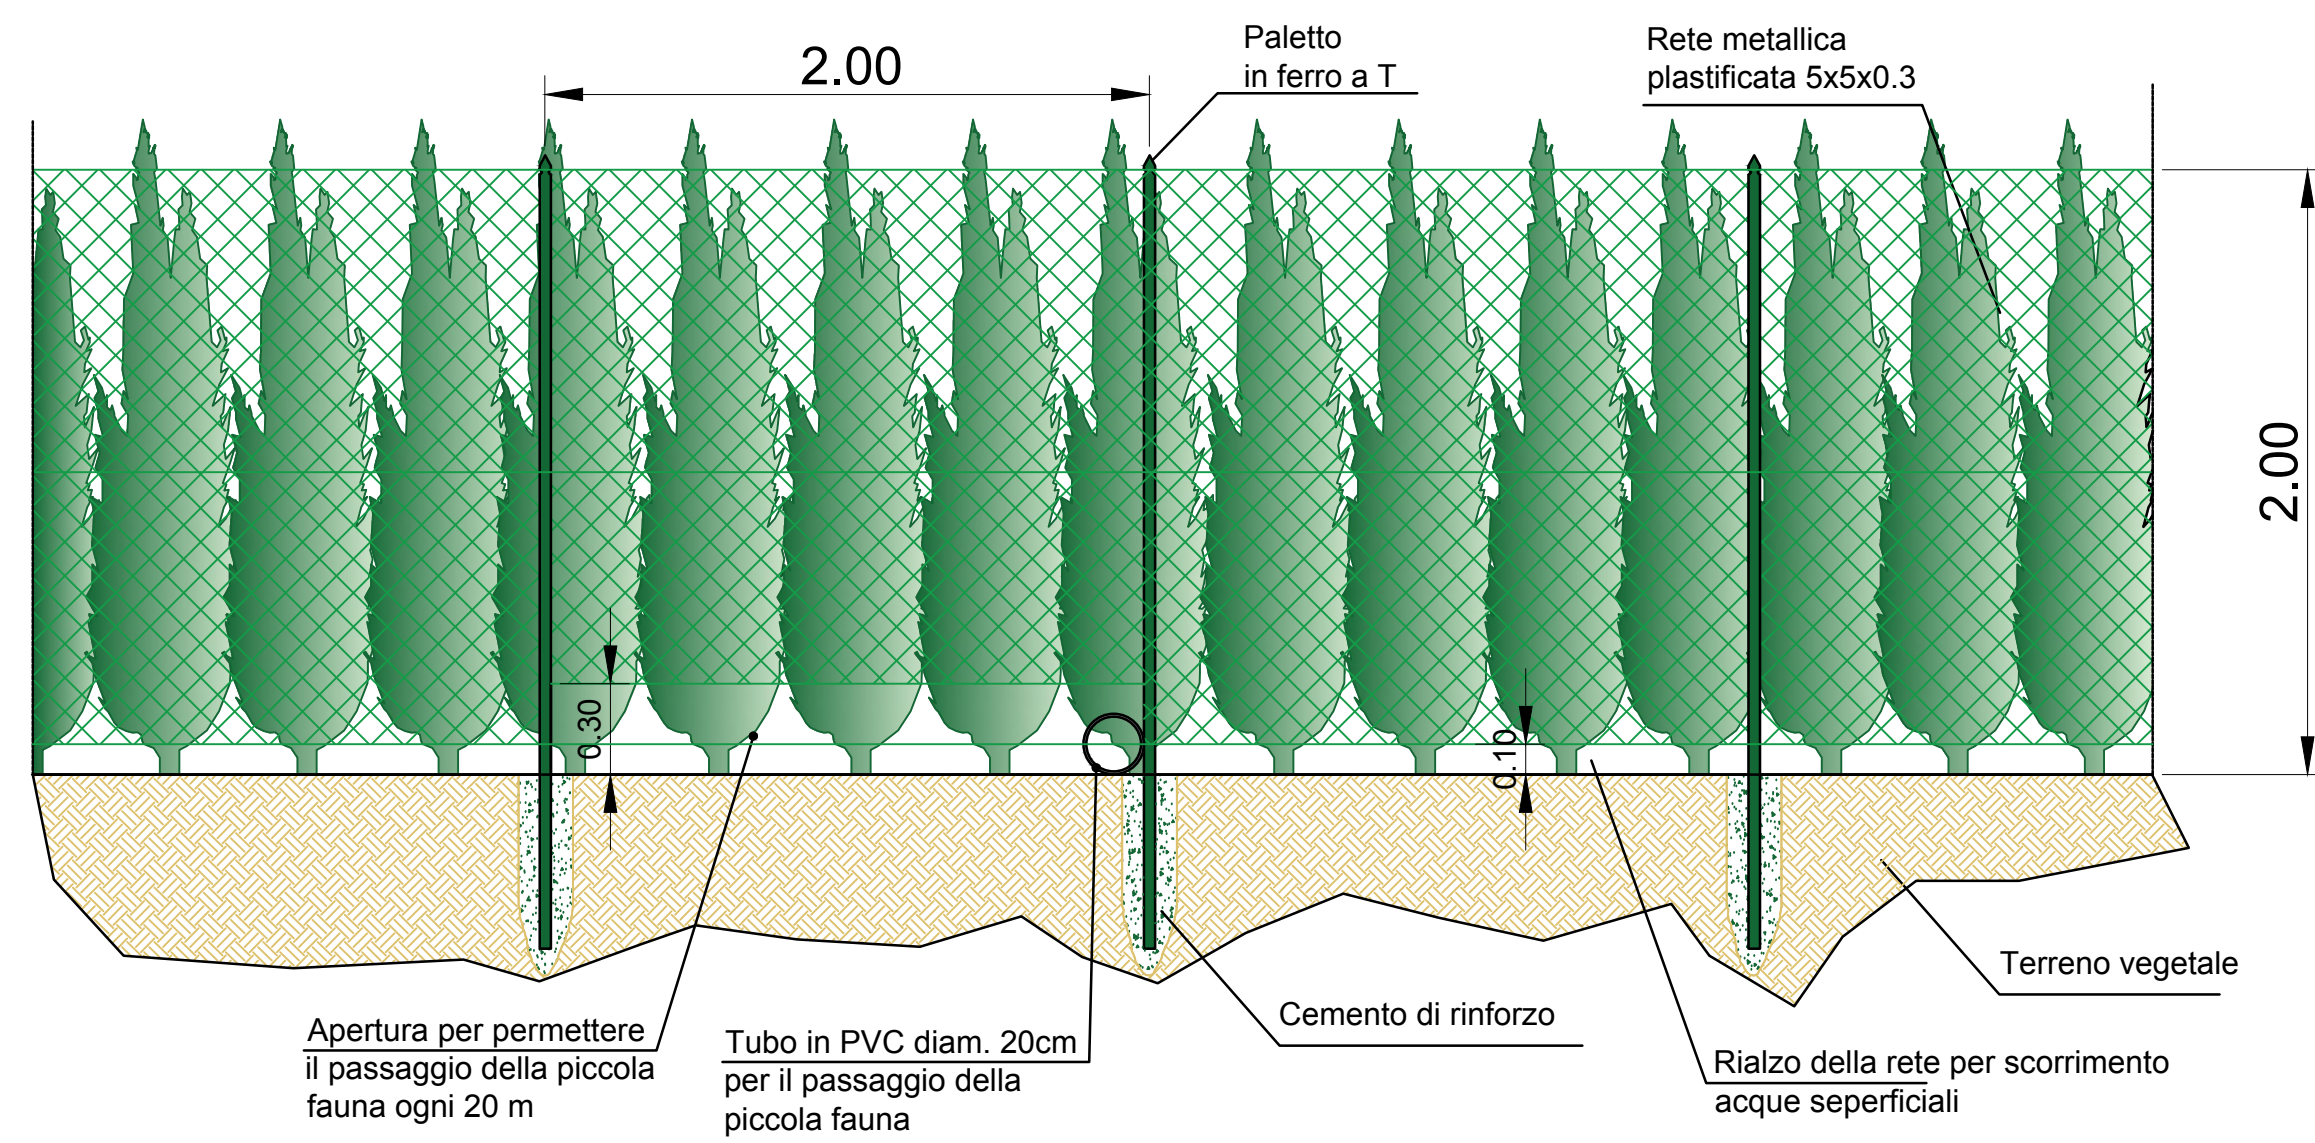 2.00
Paletto
in ferro a T
Rete metallica
plastificata 5x5x0.3
2.00
0.30
0.10
Terreno vegetale
Cemento di rinforzo
Apertura per permettere
il passaggio della piccola
fauna ogni 20 m
Tubo in PVC diam. 20cm
per il passaggio della
piccola fauna
Rialzo della rete per scorrimento
acque seperficiali